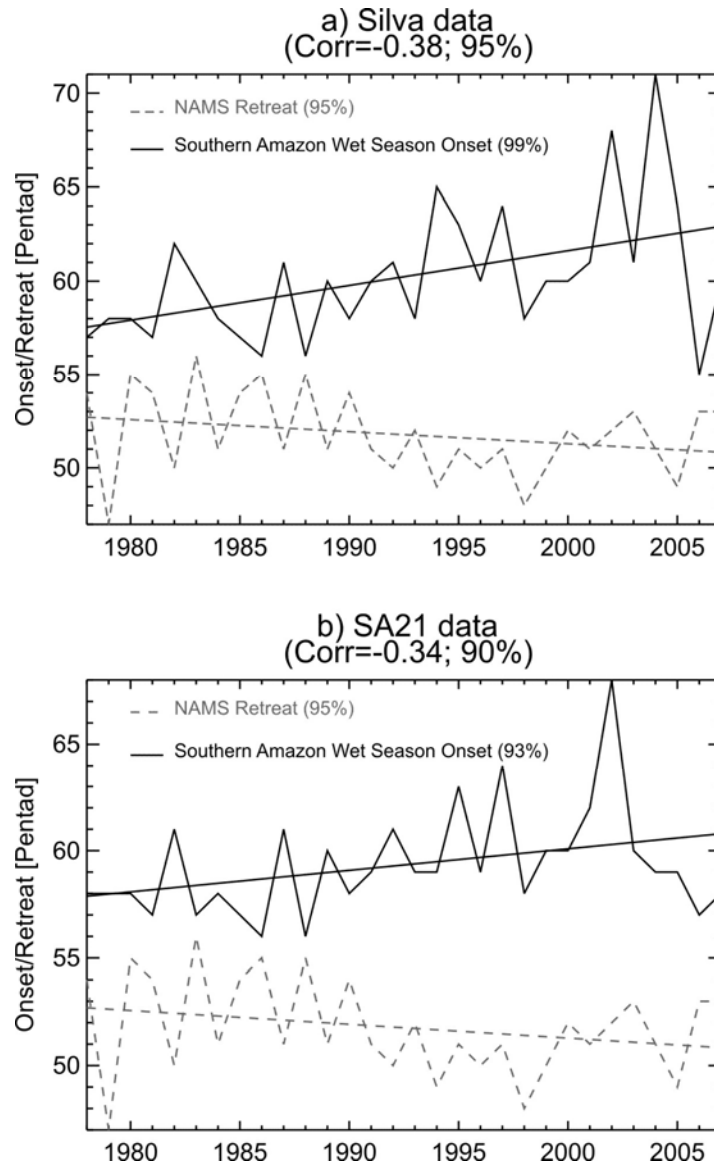 a) Silva data
(Corr=-0.38; 95%)
70
65
60
55
50
Onset/Retreat [Pentad]
NAMS Retreat (95%)
Southern Amazon Wet Season Onset (99%)
1980 1985 1990 1995 2000 2005
b) SA21 data
(Corr=-0.34; 90%)
65
60
55
50
Onset/Retreat [Pentad]
NAMS Retreat (95%)
Southern Amazon Wet Season Onset (93%)
1980 1985 1990 1995 2000 2005